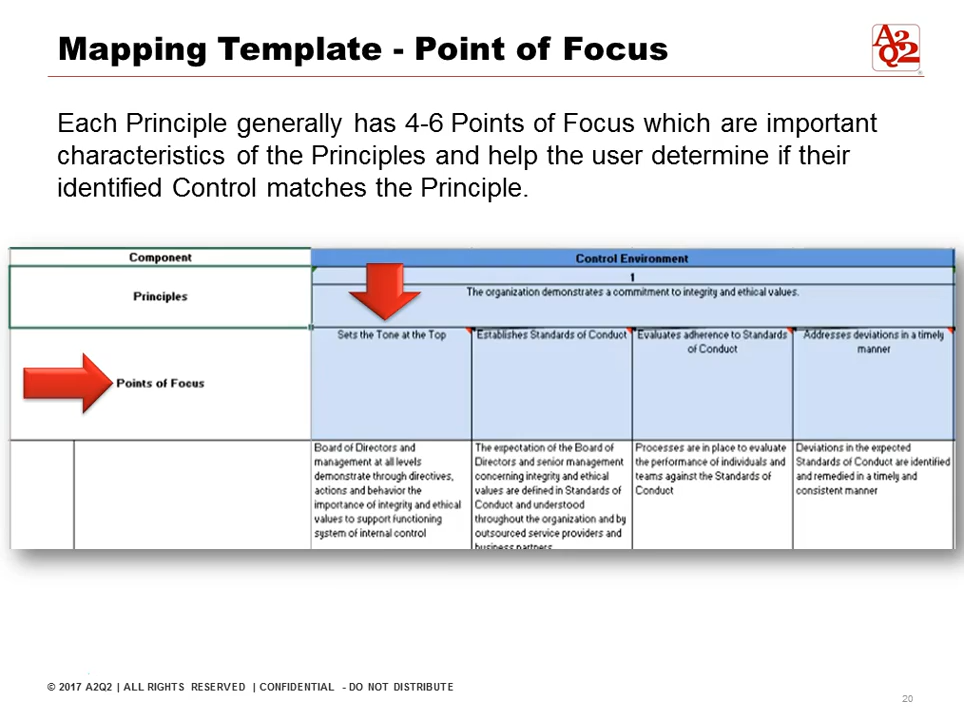 Mapping Template - Point of Focus
A2
Q2
Each Principle generally has 4-6 Points of Focus which are important
characteristics of the Principles and help the user determine if their
identified Control matches the Principle.
Component
Control Environment
1
Principles
The organization demonstrates a commitment to integrity and ethical values.
Points of Focus
Sets the Tone at the Top
Establishes Standards of Conduct
Evaluates adherence to Standards
of Conduct
Addresses deviations in a timely
manner
Board of Directors and
management at all levels
demonstrate through directives,
actions and behavior the
importance of integrity and ethical
values to support functioning
system of internal control
The expectation of the Board of
Directors and senior management
concerning integrity and ethical
values are defined in Standards of
Conduct and understood
throughout the organization and by
outsourced service providers and
business partners
Processes are in place to evaluate
the performance of individuals and
teams against the Standards of
Conduct
Deviations in the expected
Standards of Conduct are identified
and remedied in a timely and
consistent manner
© 2017 A2Q2 | ALL RIGHTS RESERVED | CONFIDENTIAL - DO NOT DISTRIBUTE
20